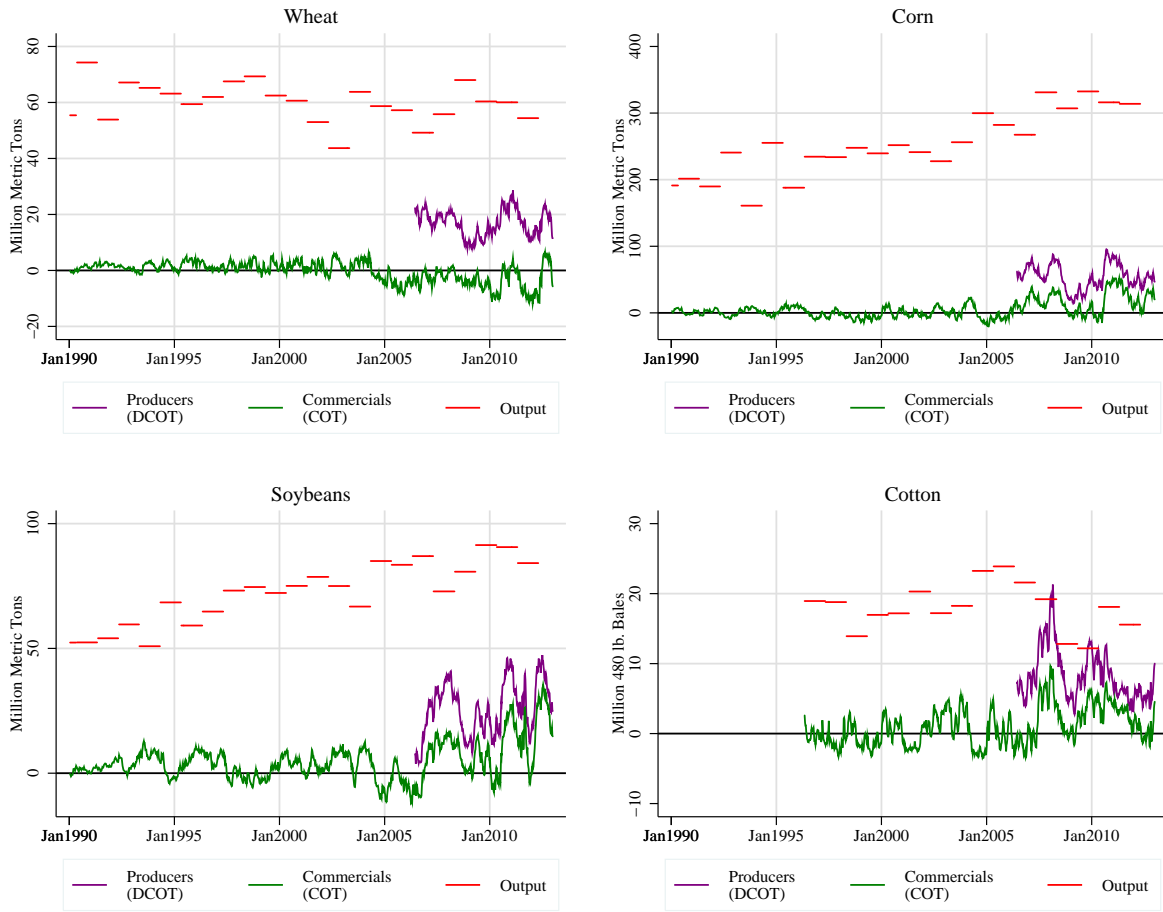 Wheat
Million Metric Tons
80
60
40
20
0
−20
Jan1990 Jan1995 Jan2000 Jan2005 Jan2010
Producers (DCOT)
Commercials (COT)
Output
Corn
Million Metric Tons
400
300
200
100
0
Jan1990 Jan1995 Jan2000 Jan2005 Jan2010
Producers (DCOT)
Commercials (COT)
Output
Soybeans
Million Metric Tons
100
50
0
Jan1990 Jan1995 Jan2000 Jan2005 Jan2010
Producers (DCOT)
Commercials (COT)
Output
Cotton
Million 480 lb. Bales
30
20
10
0
−10
Jan1990 Jan1995 Jan2000 Jan2005 Jan2010
Producers (DCOT)
Commercials (COT)
Output